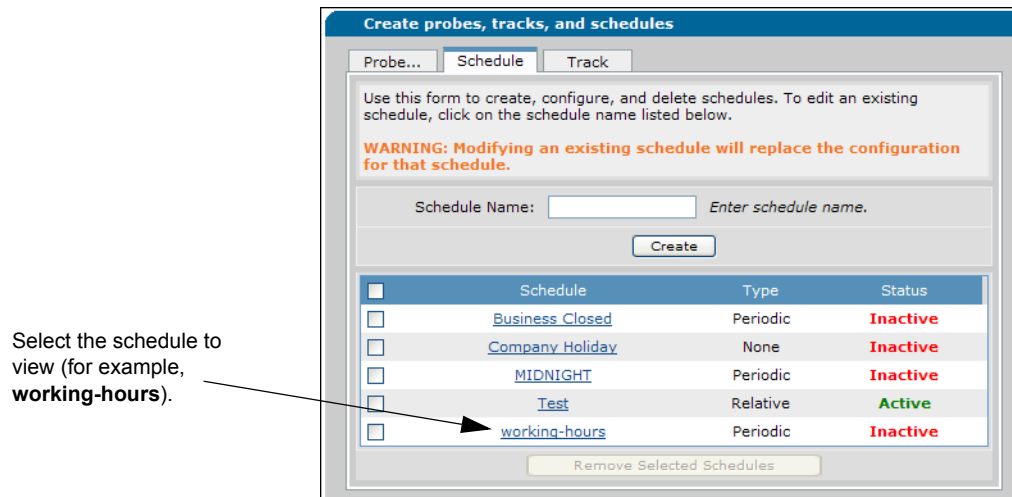 Create probes, tracks, and schedules
Probe... Schedule Track
Use this form to create, configure, and delete schedules. To edit an existing
schedule, click on the schedule name listed below.
WARNING: Modifying an existing schedule will replace the configuration
for that schedule.
Schedule Name: Enter schedule name.
Create
Schedule Type Status
Business Closed Periodic Inactive
Company Holiday None Inactive
MIDNIGHT Periodic Inactive
Test Relative Active
working-hours Periodic Inactive
Remove Selected Schedules
Select the schedule to
view (for example,
working-hours).